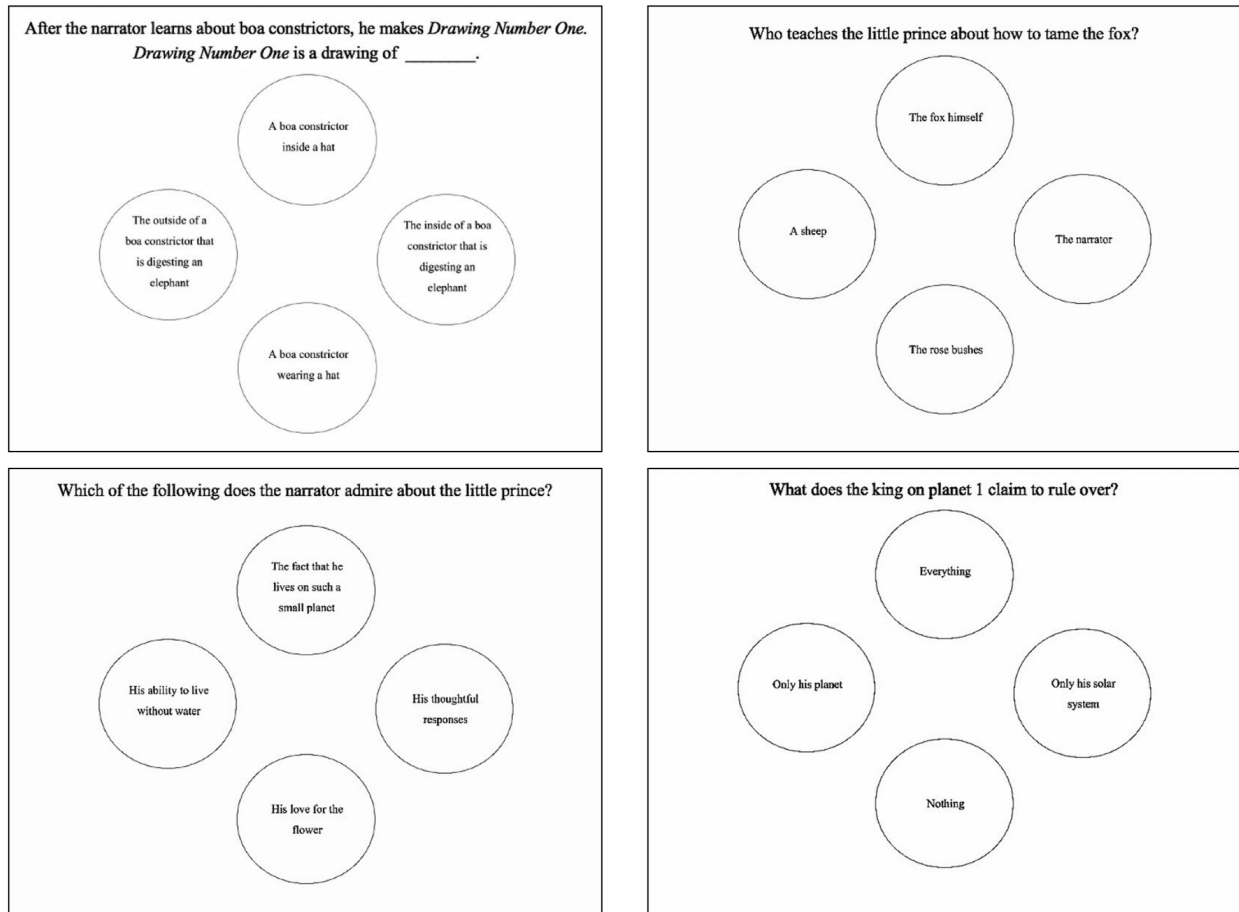 After the narrator learns about boa constrictors, he makes Drawing Number One.
Drawing Number One is a drawing of ________.
A boa constrictor
inside a hat
The outside of a
boa constrictor that
is digesting an
elephant
The inside of a boa
constrictor that is
digesting an
elephant
A boa constrictor
wearing a hat
Who teaches the little prince about how to tame the fox?
The fox himself
A sheep
The narrator
The rose bushes
Which of the following does the narrator admire about the little prince?
The fact that he
lives on such a
small planet
His ability to live
without water
His thoughtful
responses
His love for the
flower
What does the king on planet 1 claim to rule over?
Everything
Only his planet
Only his solar
system
Nothing